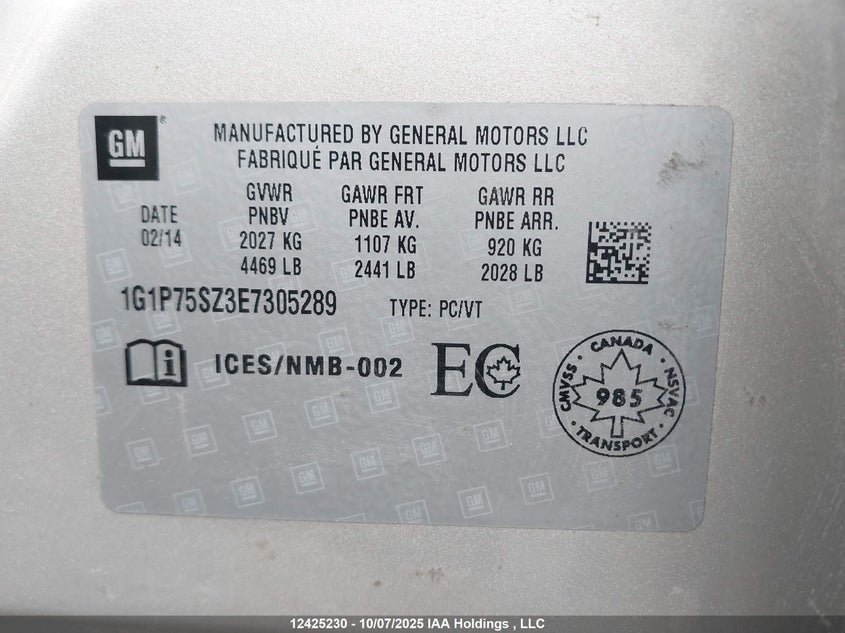 GM
MANUFACTURED BY GENERAL MOTORS LLC
FABRIQUÉ PAR GENERAL MOTORS LLC
DATE
02/14
GVWR
PNBV
2027 KG
4469 LB
GAWR FRT
PNBE AV.
1107 KG
2441 LB
GAWR RR
PNBE ARR.
920 KG
2028 LB
1G1P75SZ3E7305289
TYPE: PC/VT
i ICES/NMB-002
EC
CMVSS · CANADA · NSVAC
985
· TRANSPORT ·
12425230 - 10/07/2025 IAA Holdings , LLC